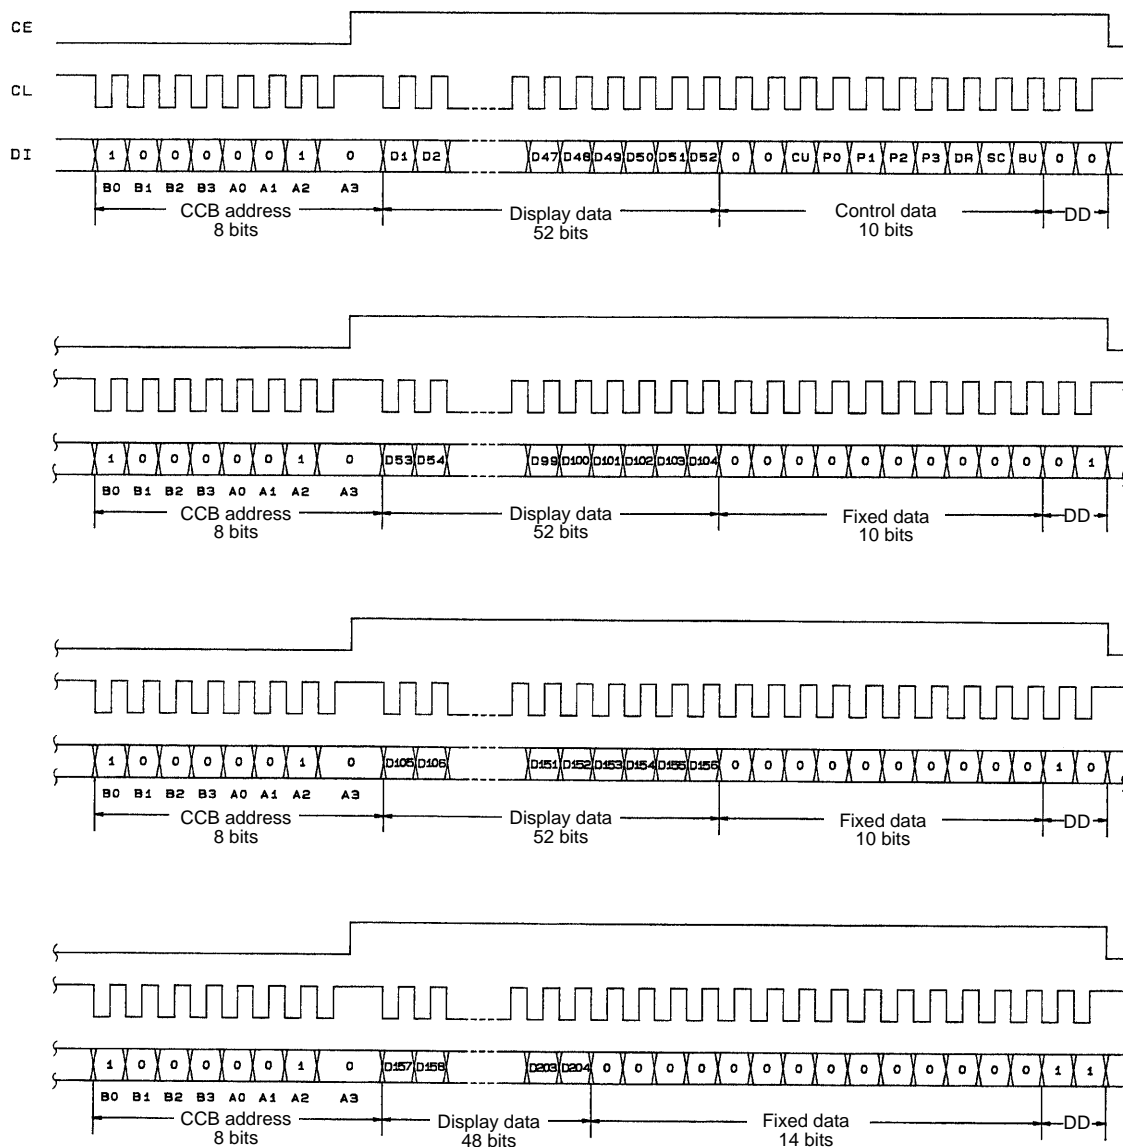 CE
CL
DI 1 0 0 0 0 0 1 0 D1 D2 D47 D48 D49 D50 D51 D52 0 0 CU P0 P1 P2 P3 DR SC BU 0 0
B0 B1 B2 B3 A0 A1 A2 A3
CCB address Display data Control data DD
8 bits 52 bits 10 bits
1 0 0 0 0 0 1 0 D53 D54 D99 D100 D101 D102 D103 D104 0 0 0 0 0 0 0 0 0 0 0 1
B0 B1 B2 B3 A0 A1 A2 A3
CCB address Display data Fixed data DD
8 bits 52 bits 10 bits
1 0 0 0 0 0 1 0 D105 D106 D151 D152 D153 D154 D155 D156 0 0 0 0 0 0 0 0 0 0 1 0
B0 B1 B2 B3 A0 A1 A2 A3
CCB address Display data Fixed data DD
8 bits 52 bits 10 bits
1 0 0 0 0 0 1 0 D157 D158 D203 D204 0 0 0 0 0 0 0 0 0 0 0 0 0 0 1 1
B0 B1 B2 B3 A0 A1 A2 A3
CCB address Display data Fixed data DD
8 bits 48 bits 14 bits